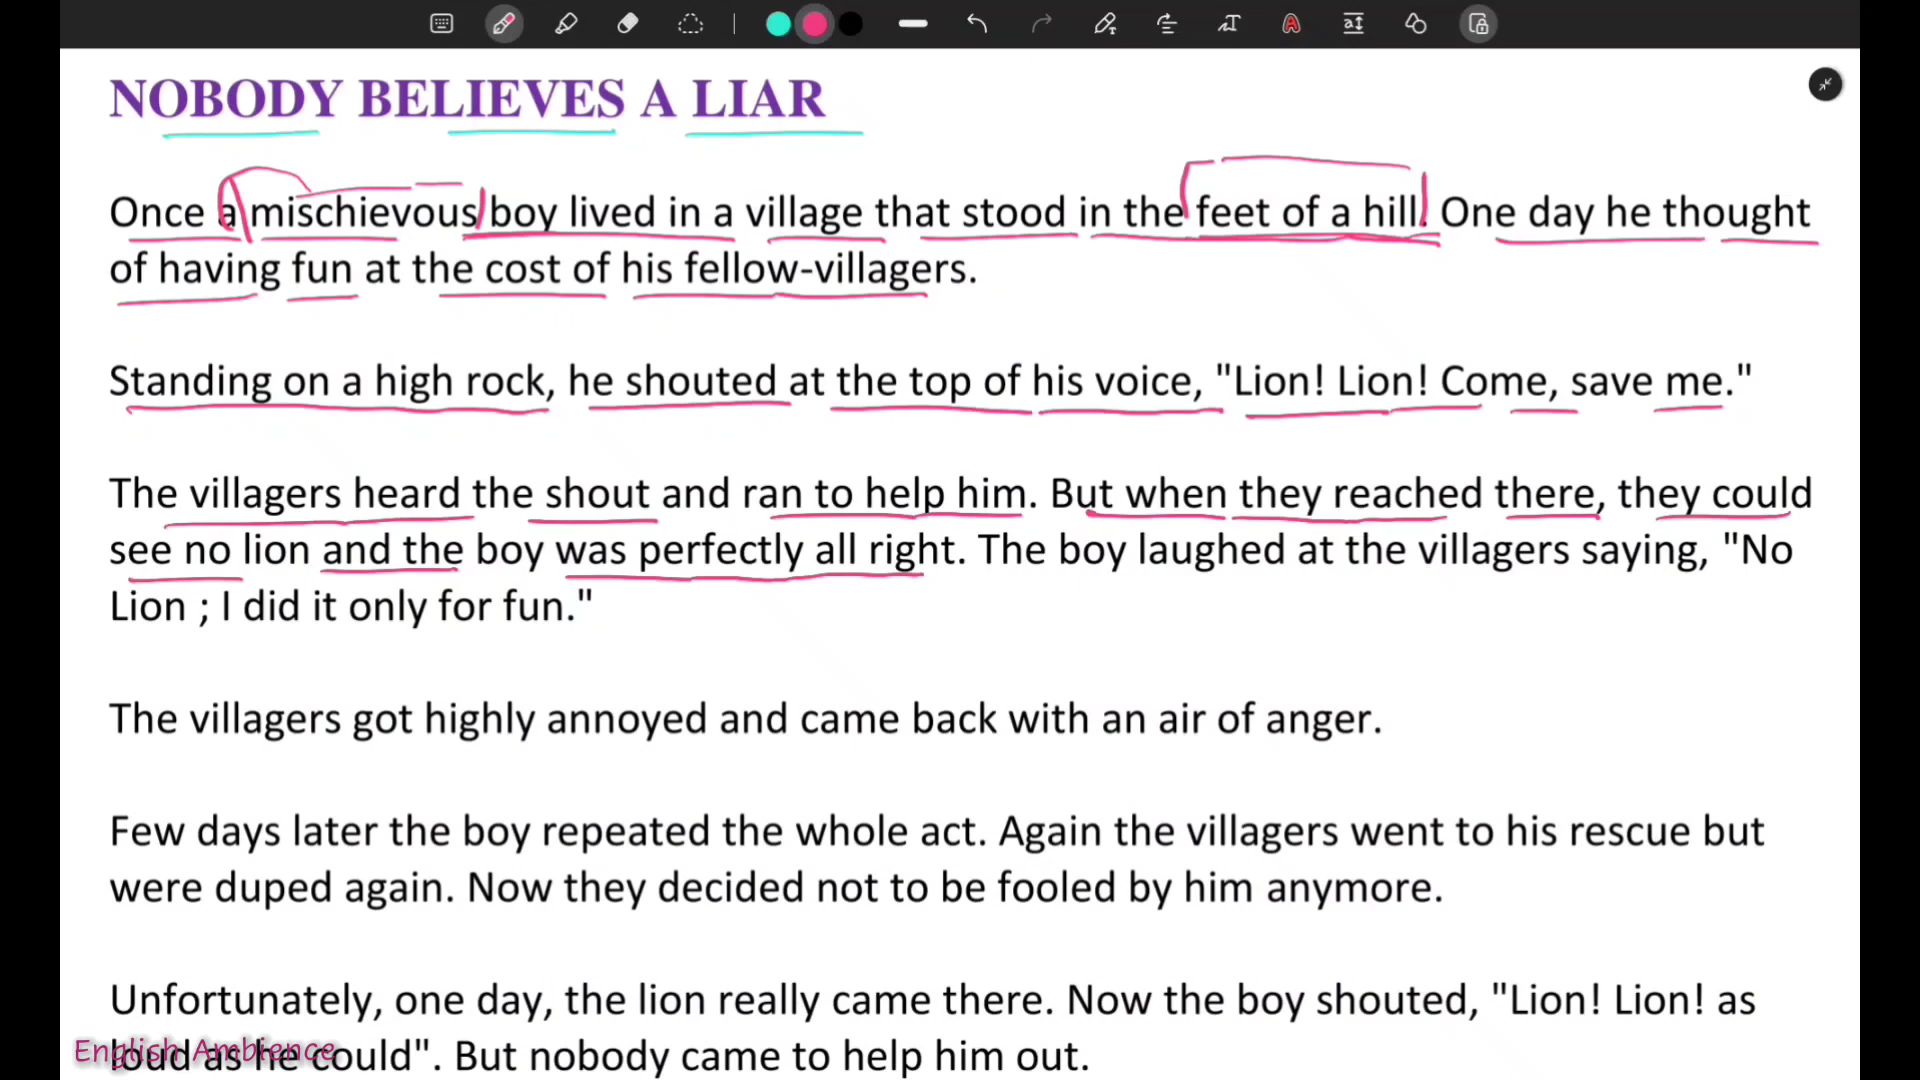 NOBODY BELIEVES A LIAR
Once a mischievous boy lived in a village that stood in the feet of a hill. One day he thought
of having fun at the cost of his fellow-villagers.
Standing on a high rock, he shouted at the top of his voice, "Lion! Lion! Come, save me."
The villagers heard the shout and ran to help him. But when they reached there, they could
see no lion and the boy was perfectly all right. The boy laughed at the villagers saying, "No
Lion ; I did it only for fun."
The villagers got highly annoyed and came back with an air of anger.
Few days later the boy repeated the whole act. Again the villagers went to his rescue but
were duped again. Now they decided not to be fooled by him anymore.
Unfortunately, one day, the lion really came there. Now the boy shouted, "Lion! Lion! as
loud as he could". But nobody came to help him out.
English Ambience